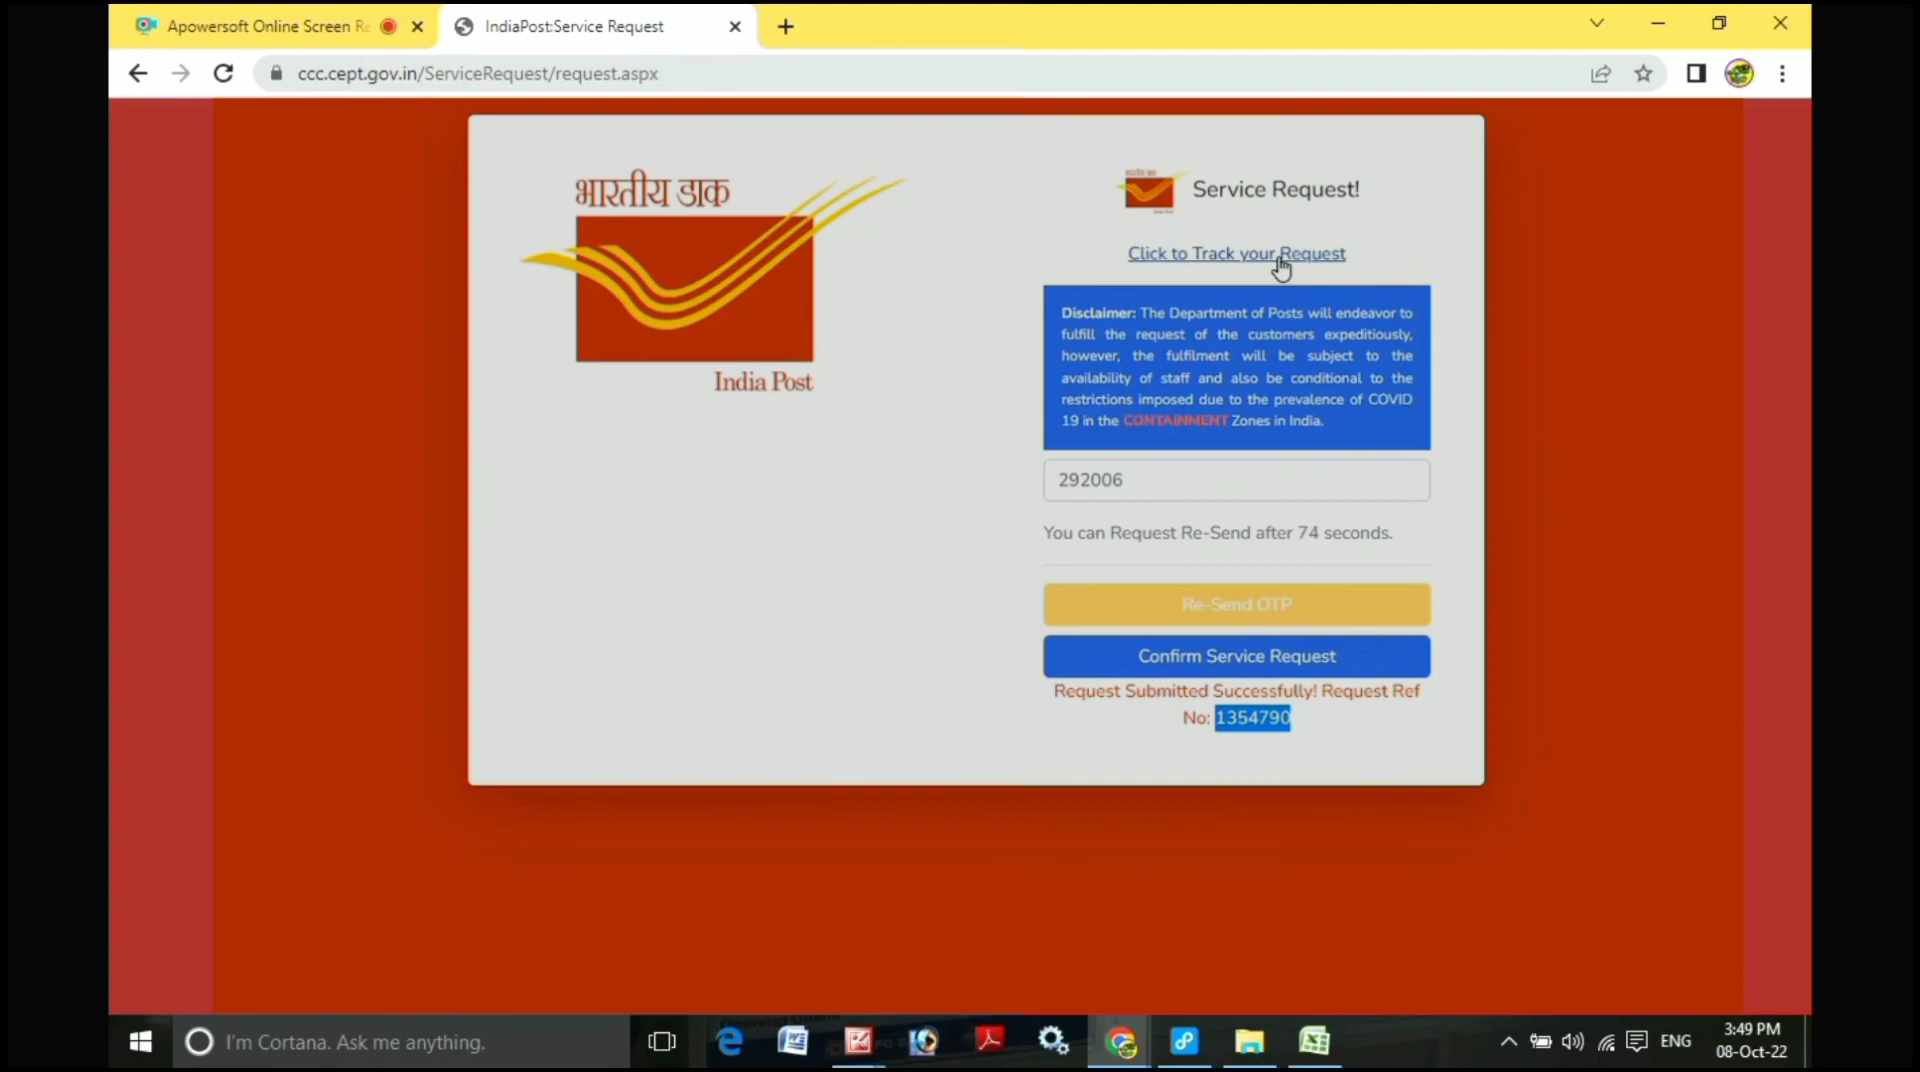 Apowersoft Online Screen Re
IndiaPost:Service Request
ccc.cept.gov.in/ServiceRequest/request.aspx
भारतीय डाक
India Post
Service Request!
Click to Track your Request
Disclaimer: The Department of Posts will endeavor to
fulfill the request of the customers expeditiously,
however, the fulfilment will be subject to the
availability of staff and also be conditional to the
restrictions imposed due to the prevalence of COVID
19 in the CONTAINMENT Zones in India.
292006
You can Request Re-Send after 74 seconds.
Re-Send OTP
Confirm Service Request
Request Submitted Successfully! Request Ref
No: 1354790
I'm Cortana. Ask me anything.
ENG
3:49 PM
08-Oct-22